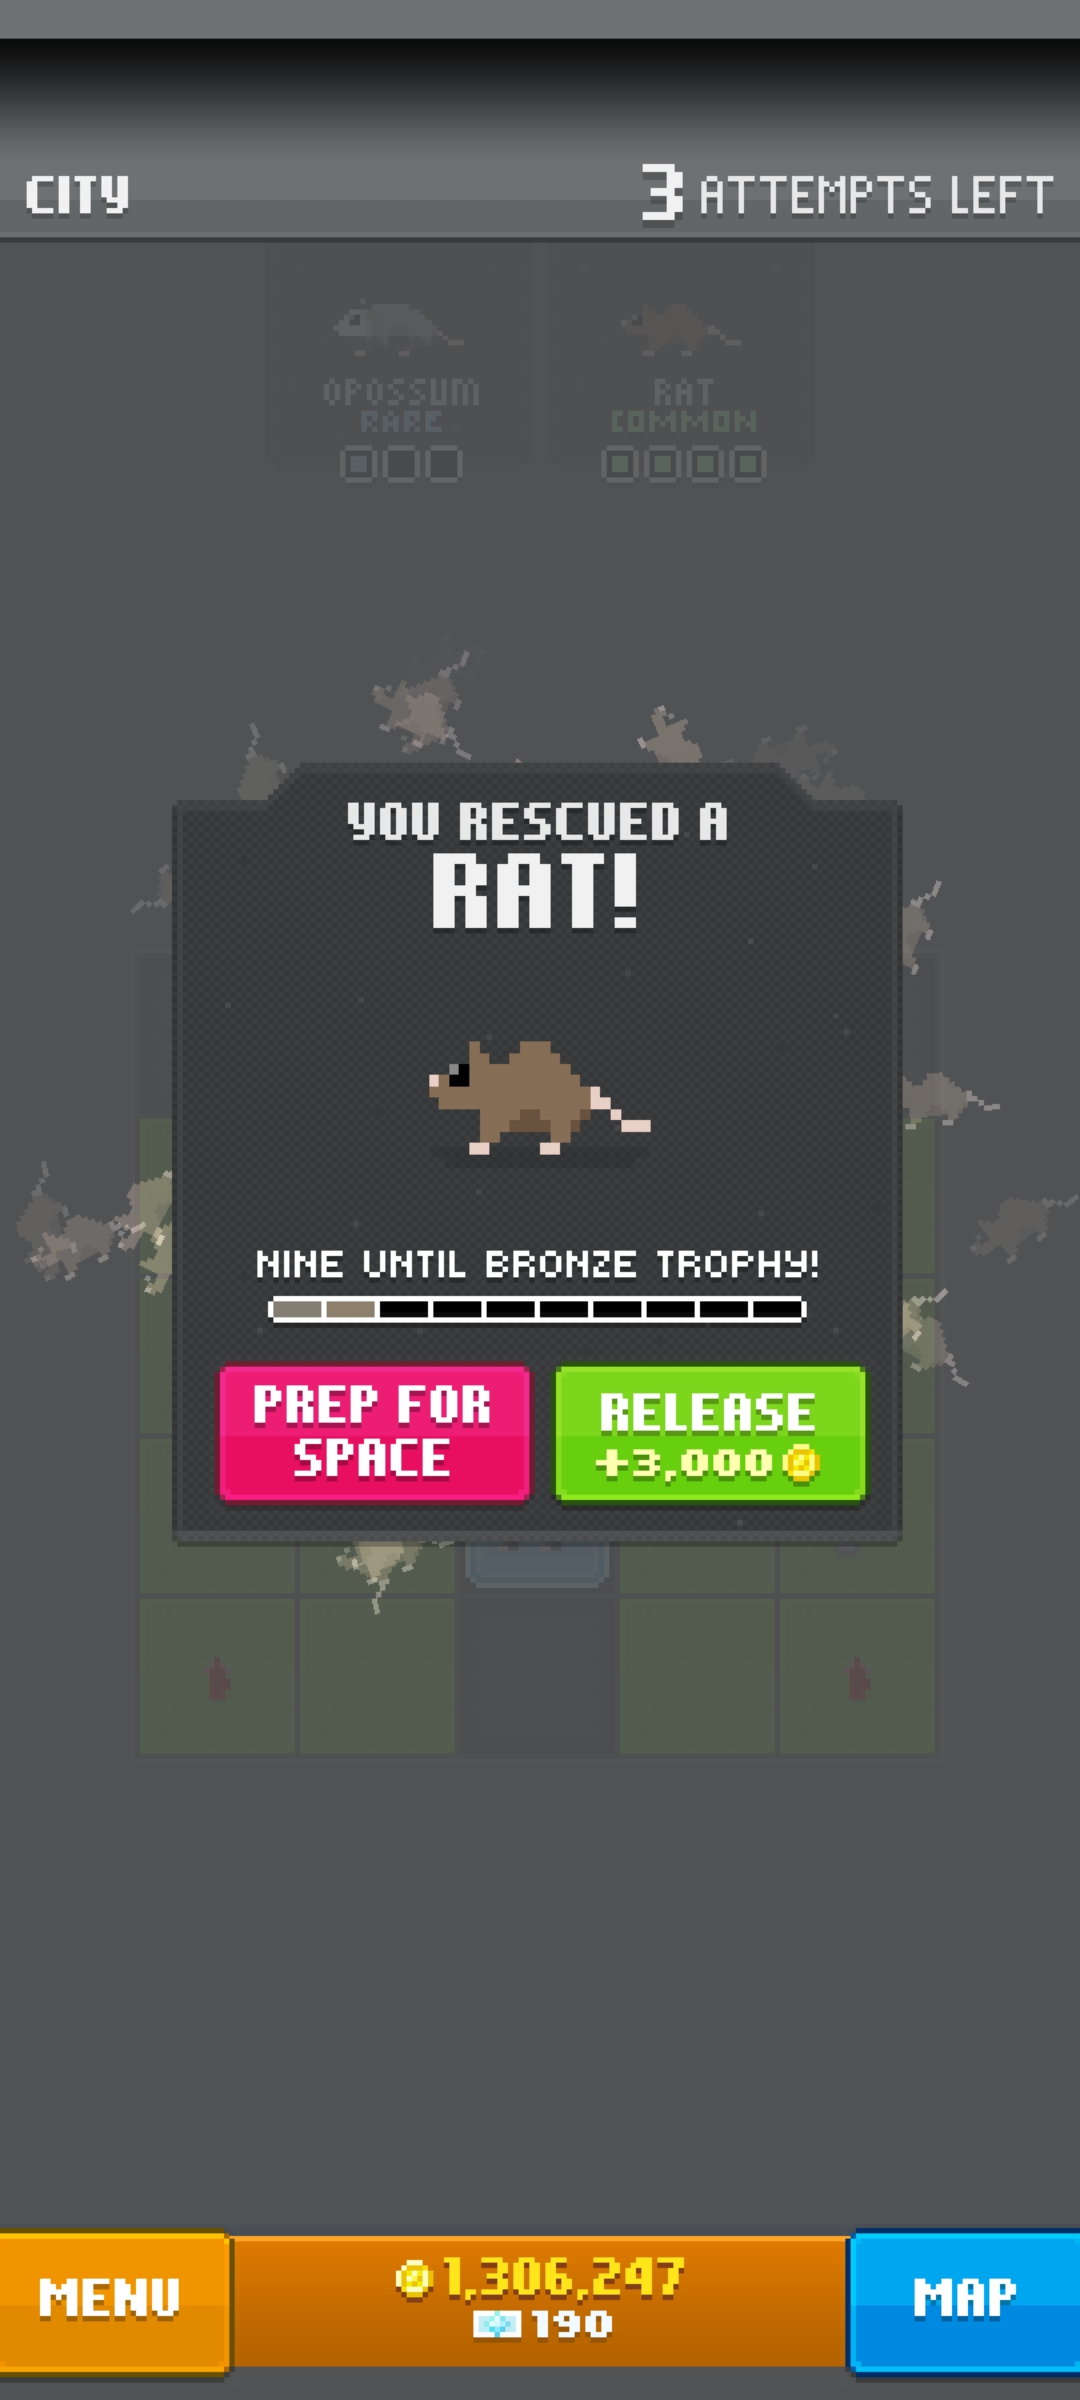 CITY
3 ATTEMPTS LEFT
OPOSSUM
RARE
RAT
COMMON
YOU RESCUED A
RAT!
NINE UNTIL BRONZE TROPHY!
PREP FOR
SPACE
RELEASE
+3,000
MENU
1,306,247
190
MAP